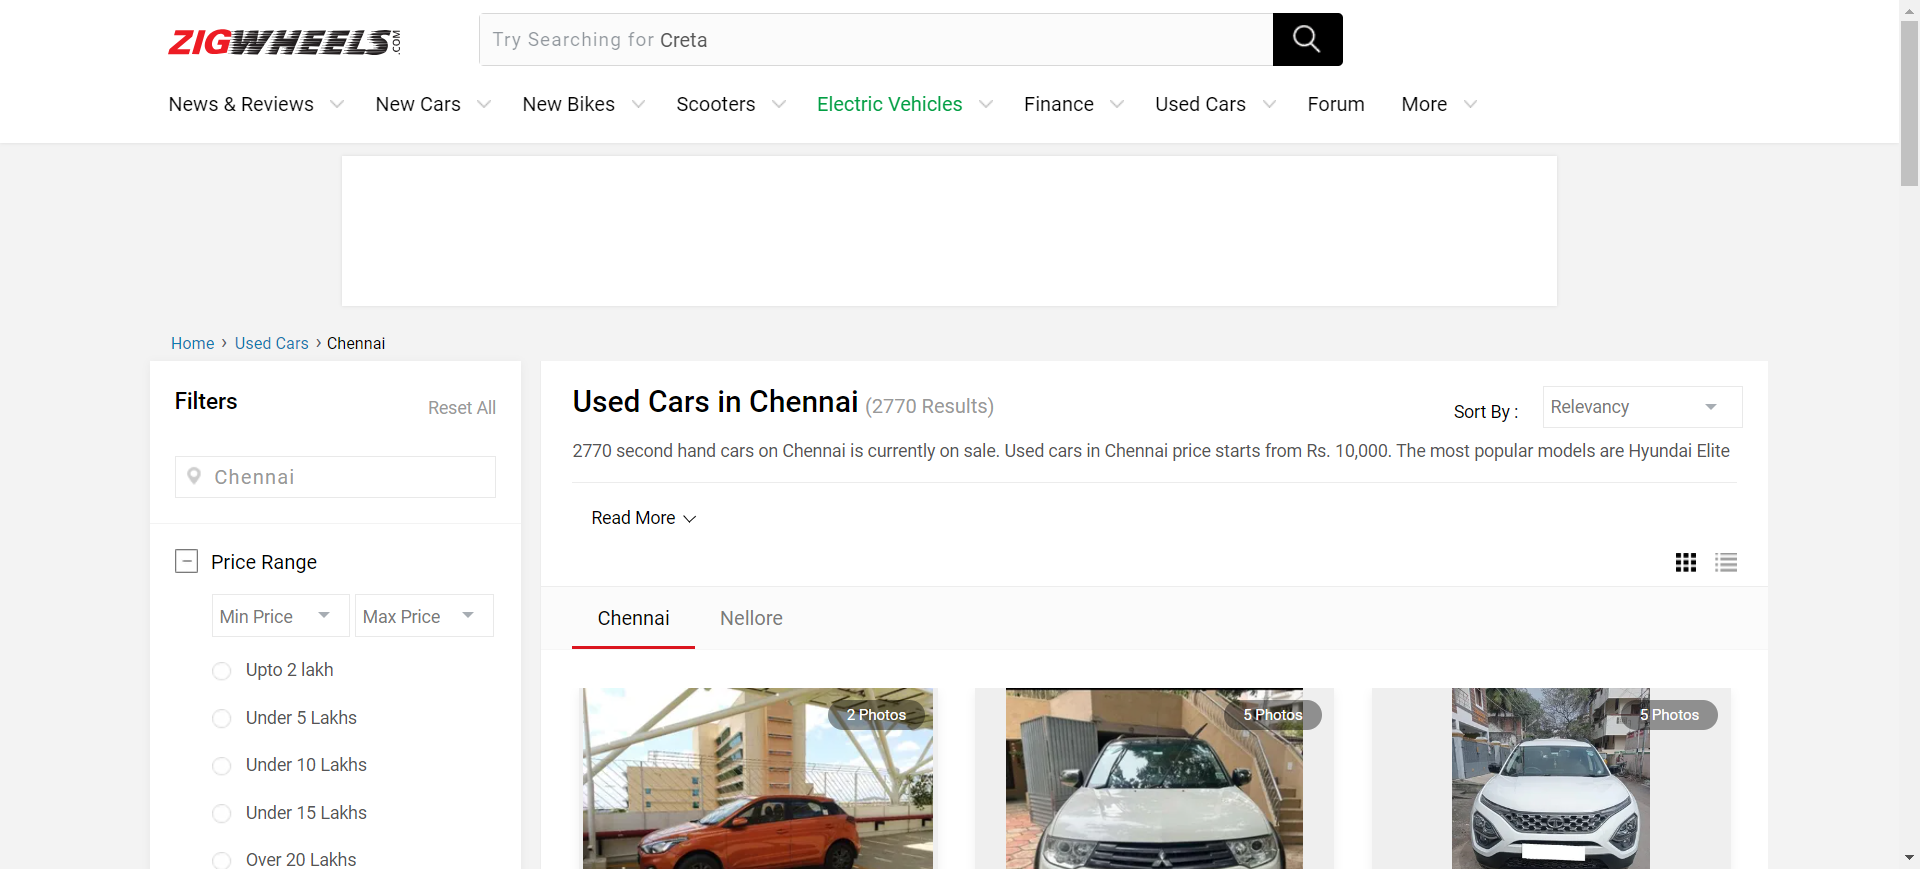 ZIGWHEELS.COM
Try Searching for Creta
News & Reviews New Cars New Bikes Scooters Electric Vehicles Finance Used Cars Forum More
Home › Used Cars › Chennai
Filters
Reset All
Chennai
Price Range
Min Price Max Price
Upto 2 lakh
Under 5 Lakhs
Under 10 Lakhs
Under 15 Lakhs
Over 20 Lakhs
Used Cars in Chennai (2770 Results)
Sort By : Relevancy
2770 second hand cars on Chennai is currently on sale. Used cars in Chennai price starts from Rs. 10,000. The most popular models are Hyundai Elite
Read More
Chennai Nellore
2 Photos
5 Photos
5 Photos